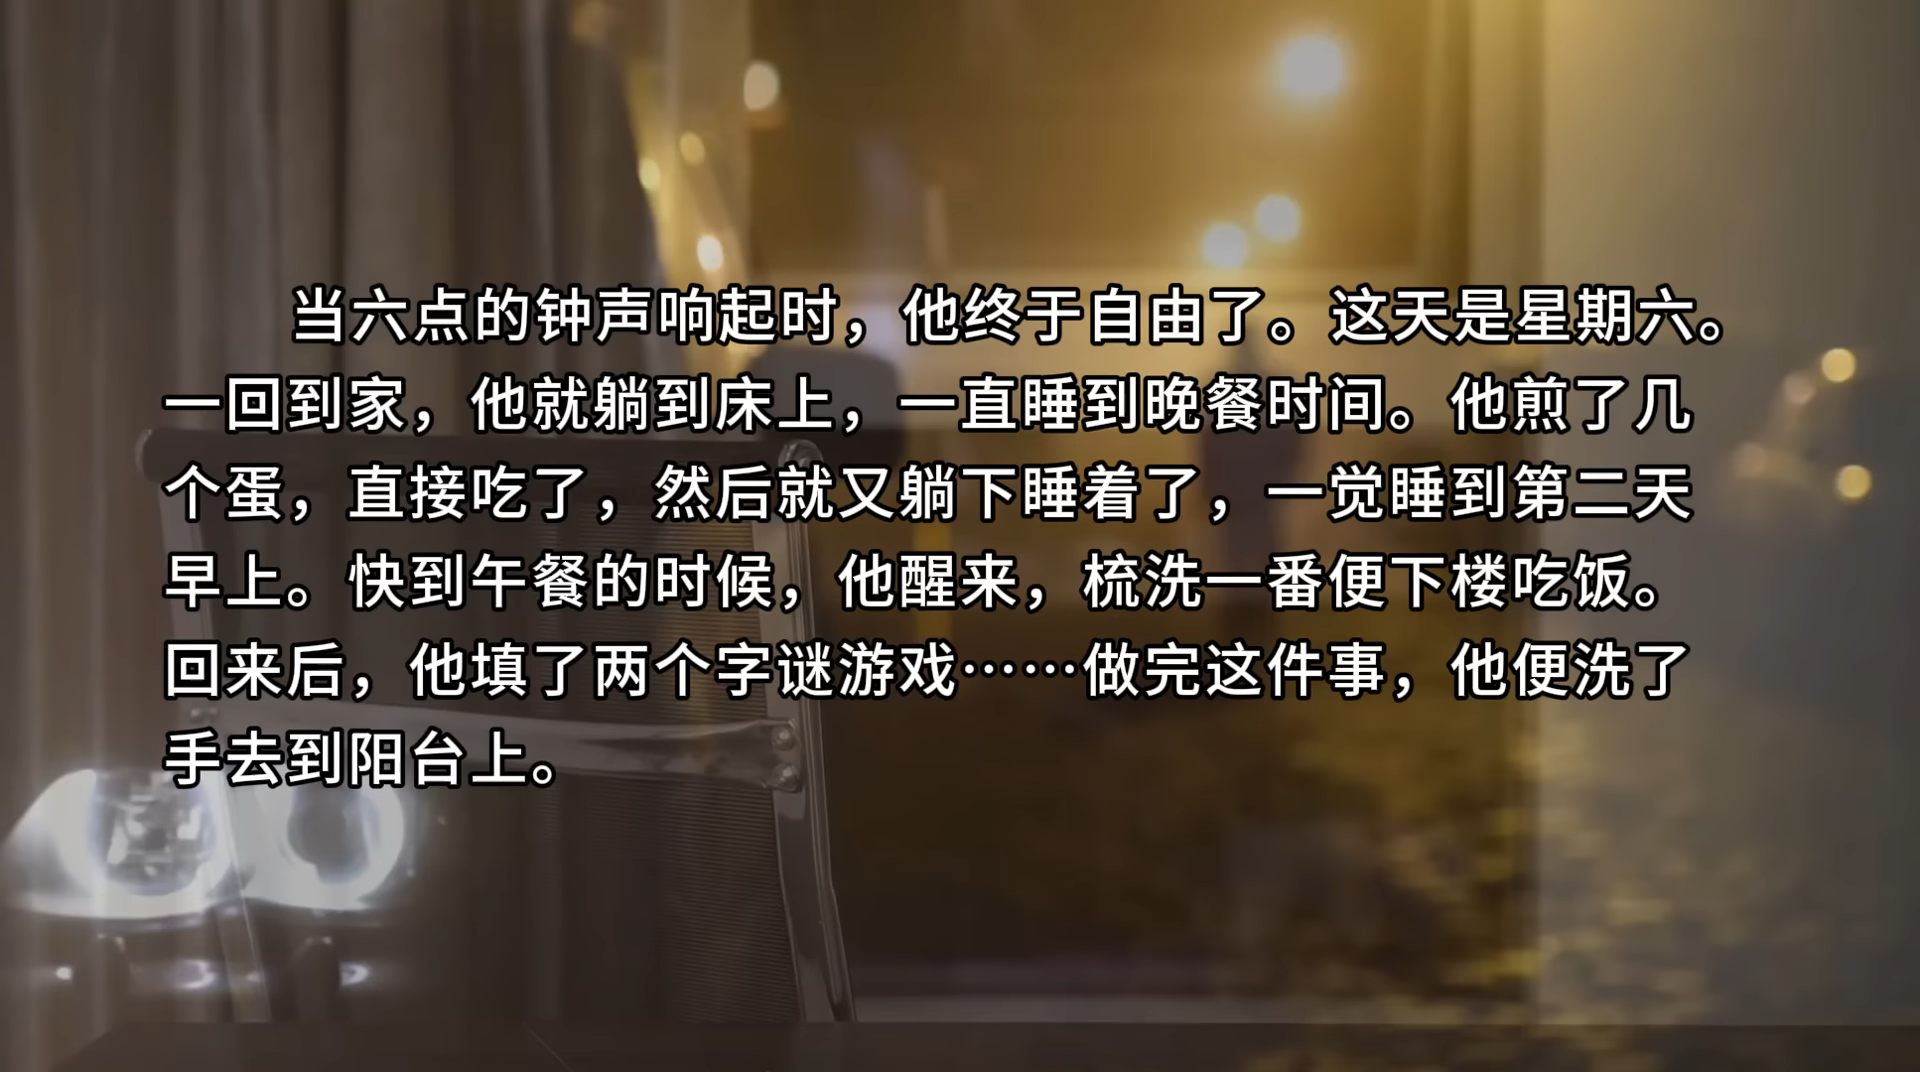 当六点的钟声响起时，他终于自由了。这天是星期六。
一回到家，他就躺到床上，一直睡到晚餐时间。他煎了几
个蛋，直接吃了，然后就又躺下睡着了，一觉睡到第二天
早上。快到午餐的时候，他醒来，梳洗一番便下楼吃饭。
回来后，他填了两个字谜游戏……做完这件事，他便洗了
手去到阳台上。